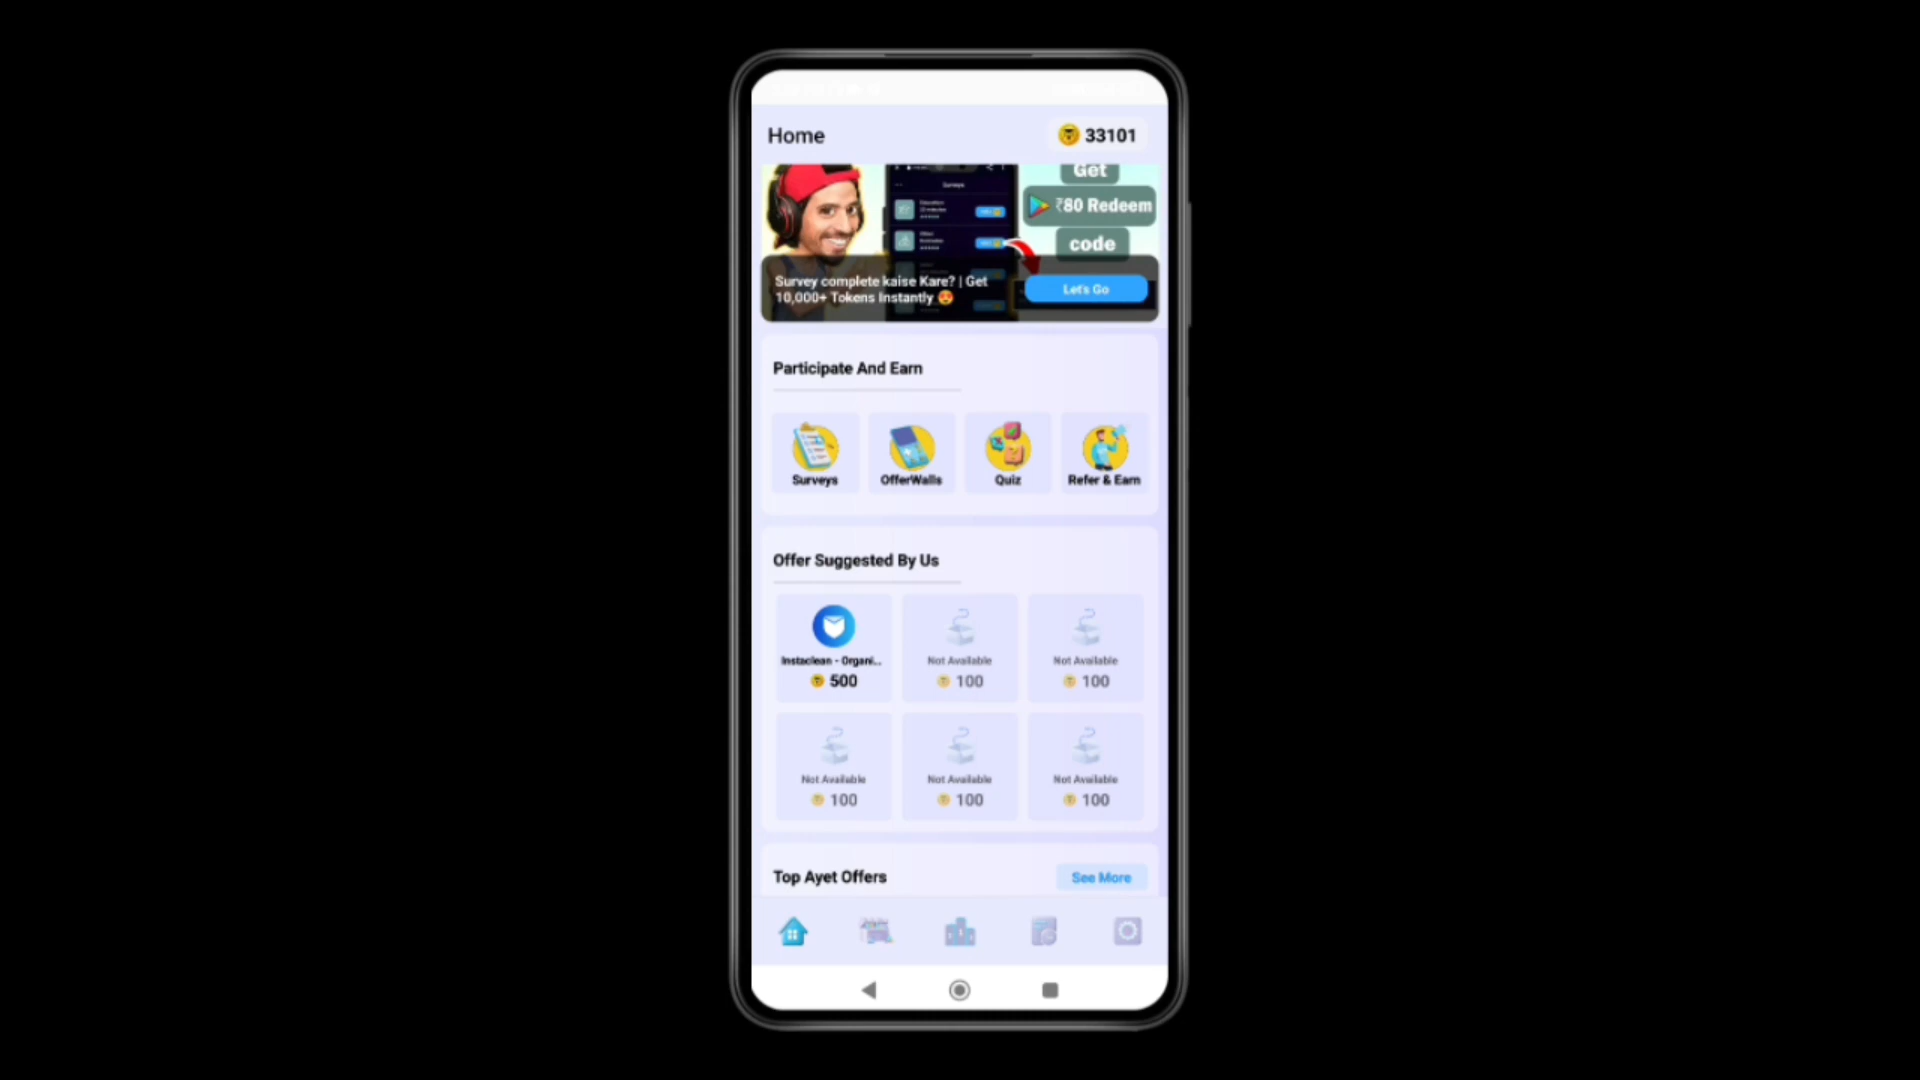 Home
33101
Get
₹80 Redeem
code
Surveys
Survey complete kaise Kare? | Get
10,000+ Tokens Instantly 😍
Let's Go
Participate And Earn
Surveys
OfferWalls
Quiz
Refer & Earn
Offer Suggested By Us
Instaclean - Organi...
500
Not Available
100
Not Available
100
Not Available
100
Not Available
100
Not Available
100
Top Ayet Offers
See More